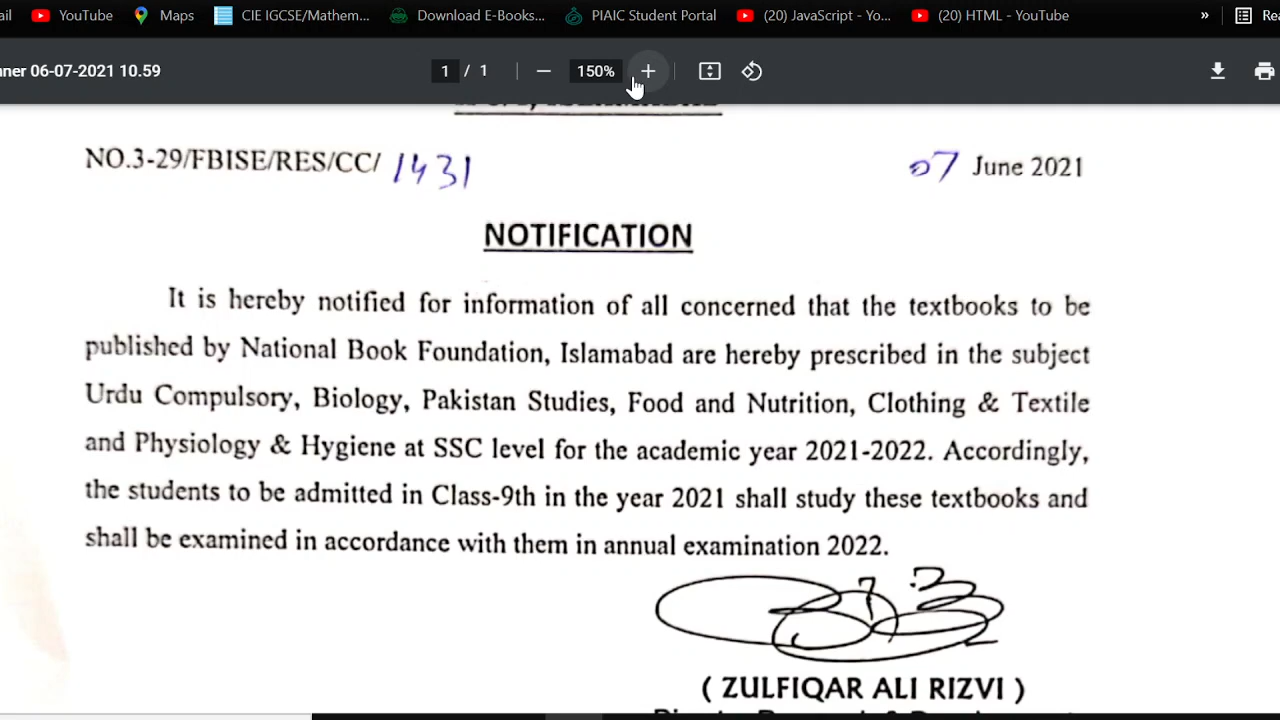 ail YouTube Maps CIE IGCSE/Mathem... Download E-Books... PIAIC Student Portal (20) JavaScript - Yo... (20) HTML - YouTube » Rea
nner 06-07-2021 10.59 1 / 1 — 150% +
NO.3-29/FBISE/RES/CC/ 1431 07 June 2021
NOTIFICATION
It is hereby notified for information of all concerned that the textbooks to be
published by National Book Foundation, Islamabad are hereby prescribed in the subject
Urdu Compulsory, Biology, Pakistan Studies, Food and Nutrition, Clothing & Textile
and Physiology & Hygiene at SSC level for the academic year 2021-2022. Accordingly,
the students to be admitted in Class-9th in the year 2021 shall study these textbooks and
shall be examined in accordance with them in annual examination 2022.
( ZULFIQAR ALI RIZVI )